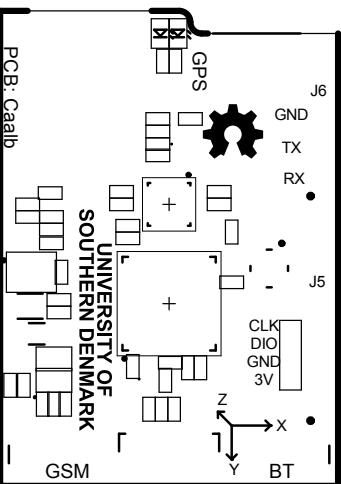 GPS
J6
GND
TX
RX
PCB: Caalb
UNIVERSITY OF
SOUTHERN DENMARK
J5
CLK
DIO
GND
3V
Z
X
Y
GSM
BT